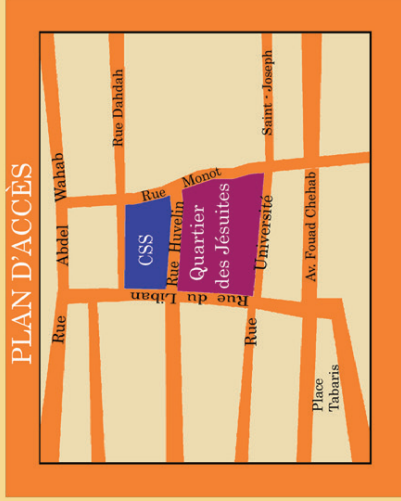 PLAN D'ACCÈS
Rue Abdel Wahab
Rue Dahdah
CSS
Rue Monot
Rue Huvelin
Rue du Liban
Quartier
des Jésuites
Rue Université Saint - Joseph
Av. Fouad Chehab
Place
Tabaris